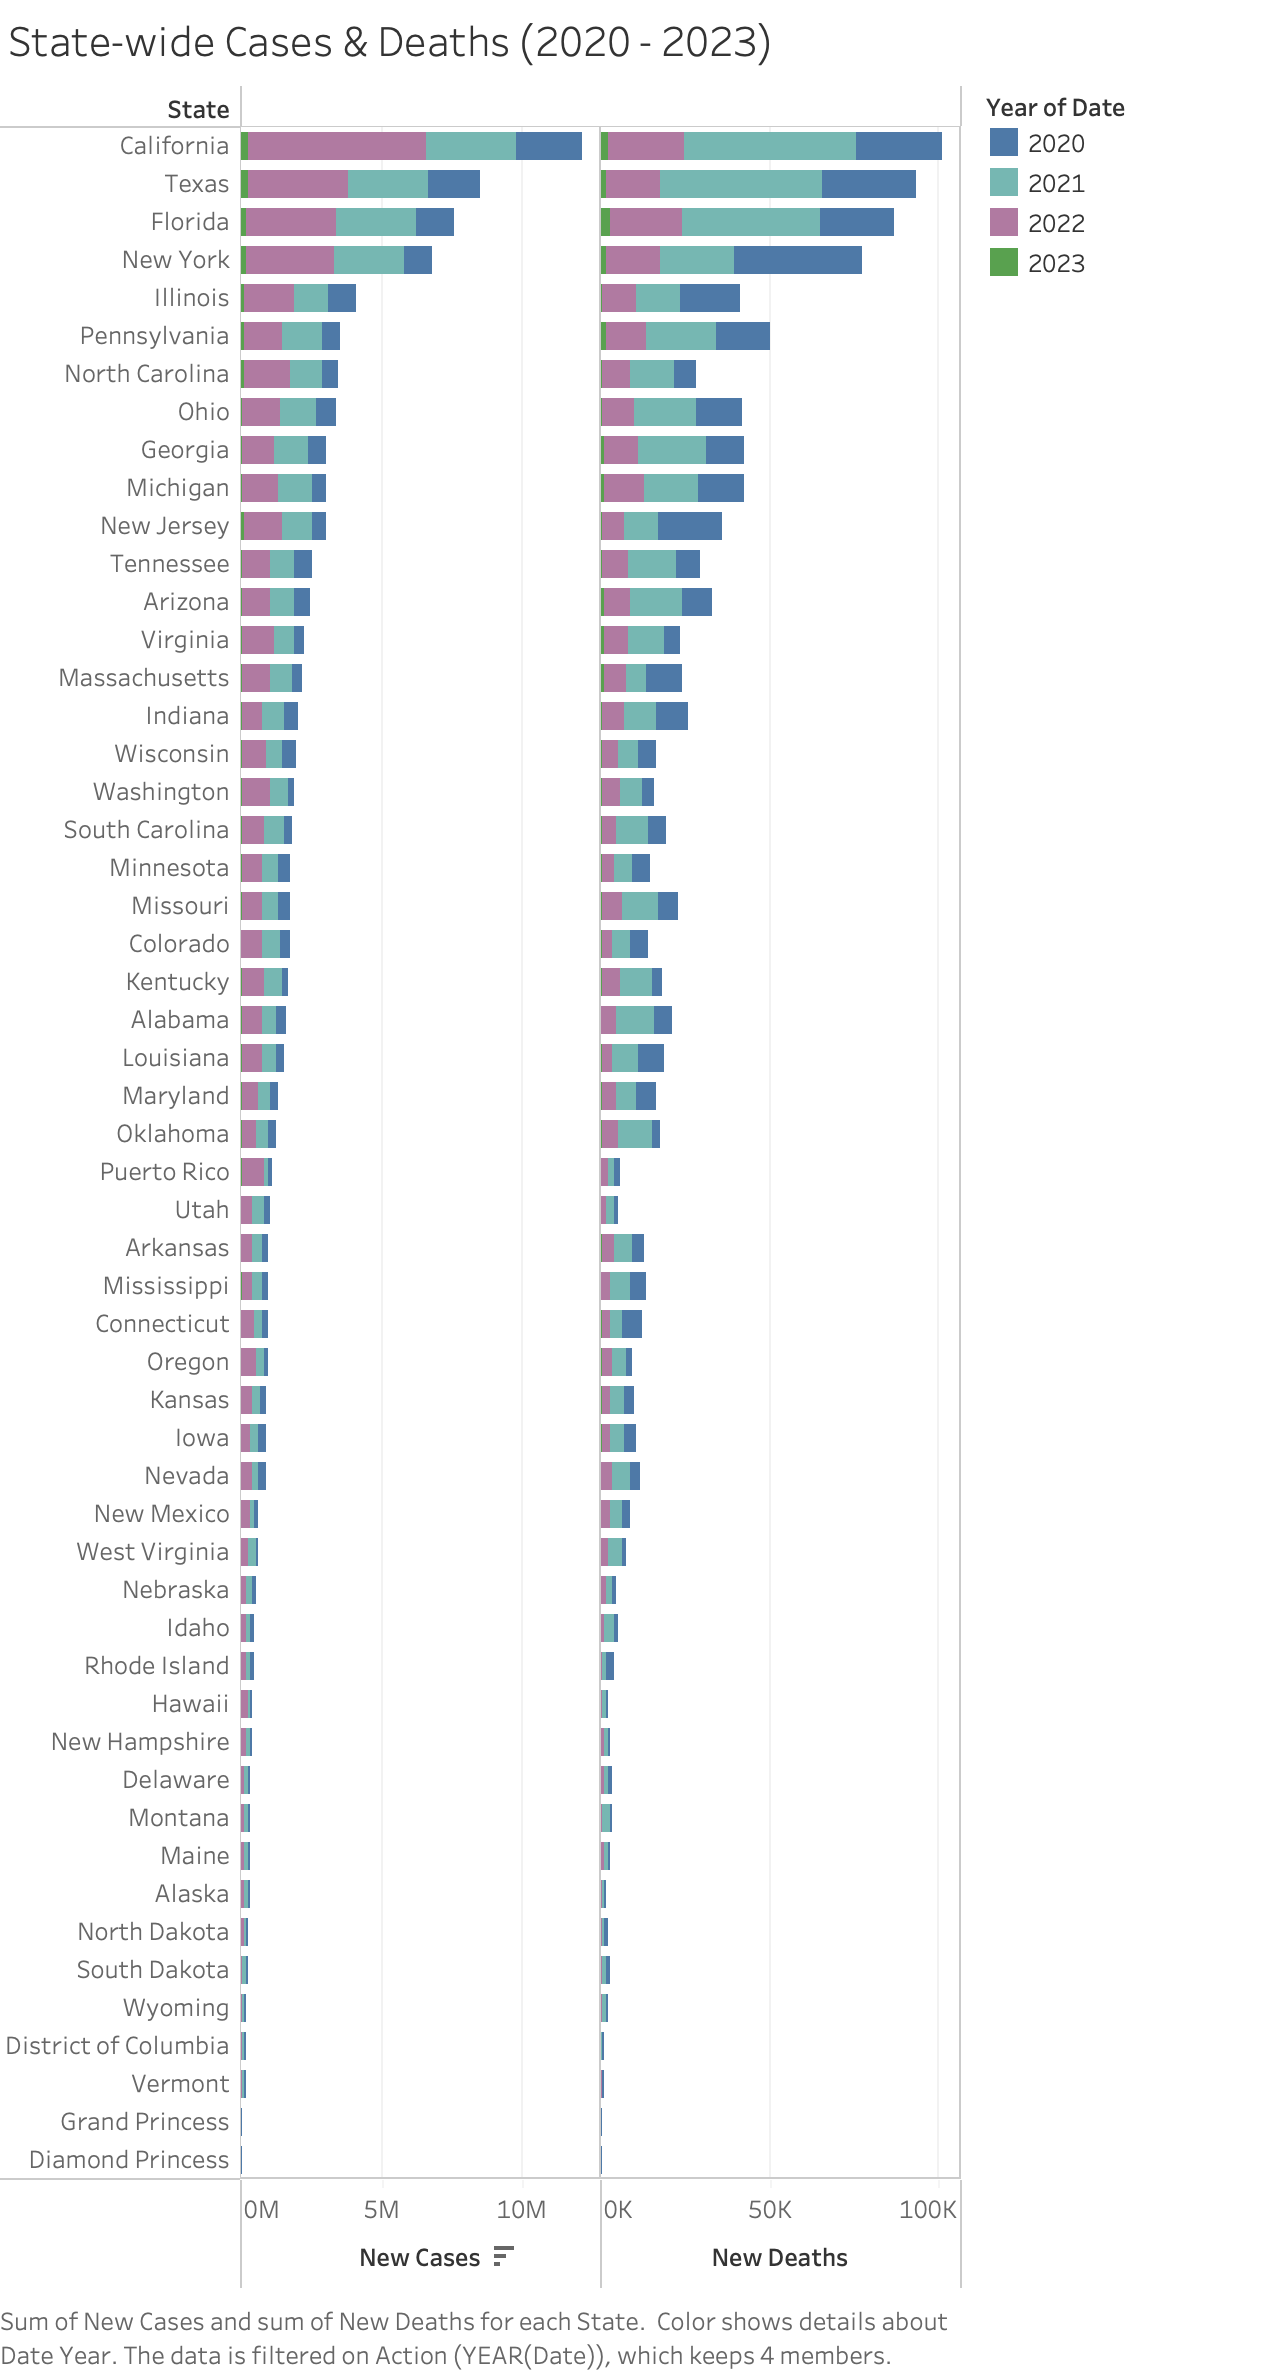 State-wide Cases & Deaths (2020 - 2023)
State
Year of Date
2020
2021
2022
2023
California
Texas
Florida
New York
Illinois
Pennsylvania
North Carolina
Ohio
Georgia
Michigan
New Jersey
Tennessee
Arizona
Virginia
Massachusetts
Indiana
Wisconsin
Washington
South Carolina
Minnesota
Missouri
Colorado
Kentucky
Alabama
Louisiana
Maryland
Oklahoma
Puerto Rico
Utah
Arkansas
Mississippi
Connecticut
Oregon
Kansas
Iowa
Nevada
New Mexico
West Virginia
Nebraska
Idaho
Rhode Island
Hawaii
New Hampshire
Delaware
Montana
Maine
Alaska
North Dakota
South Dakota
Wyoming
District of Columbia
Vermont
Grand Princess
Diamond Princess
0M 5M 10M 0K 50K 100K
New Cases New Deaths
Sum of New Cases and sum of New Deaths for each State.  Color shows details about
Date Year. The data is filtered on Action (YEAR(Date)), which keeps 4 members.